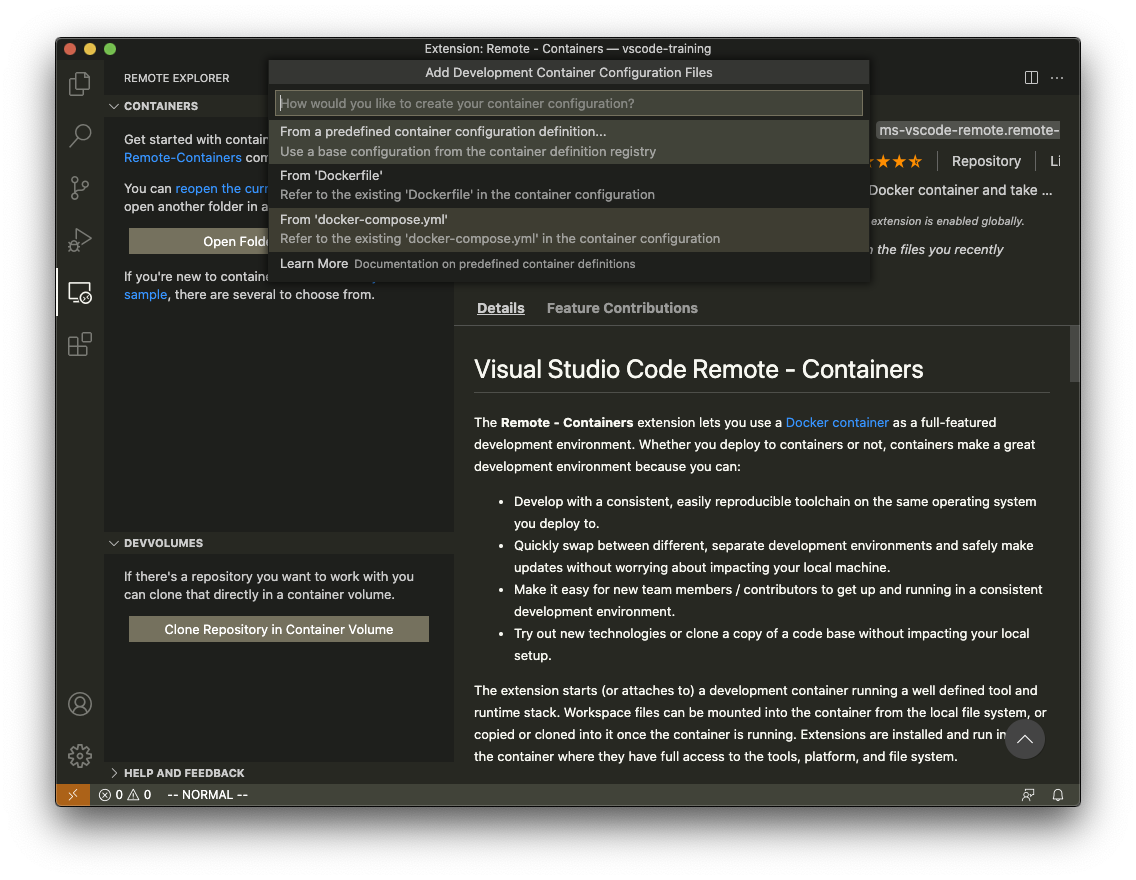 Extension: Remote - Containers — vscode-training
REMOTE EXPLORER
Add Development Container Configuration Files
How would you like to create your container configuration?
From a predefined container configuration definition...
Use a base configuration from the container definition registry
From 'Dockerfile'
Refer to the existing 'Dockerfile' in the container configuration
From 'docker-compose.yml'
Refer to the existing 'docker-compose.yml' in the container configuration
Learn More Documentation on predefined container definitions
CONTAINERS
Get started with
Remote-Containers
You can reopen the
open another folder in a
Open
If you're new to
sample, there are several to choose from.
DEVVOLUMES
If there's a repository you want to work with you
can clone that directly in a container volume.
Clone Repository in Container Volume
HELP AND FEEDBACK
ms-vscode-remote.remote-
Repository
Docker container and take ...
extension is enabled globally.
the files you recently
Details Feature Contributions
Visual Studio Code Remote - Containers
The Remote - Containers extension lets you use a Docker container as a full-featured
development environment. Whether you deploy to containers or not, containers make a great
development environment because you can:
• Develop with a consistent, easily reproducible toolchain on the same operating system
you deploy to.
• Quickly swap between different, separate development environments and safely make
updates without worrying about impacting your local machine.
• Make it easy for new team members / contributors to get up and running in a consistent
development environment.
• Try out new technologies or clone a copy of a code base without impacting your local
setup.
The extension starts (or attaches to) a development container running a well defined tool and
runtime stack. Workspace files can be mounted into the container from the local file system, or
copied or cloned into it once the container is running. Extensions are installed and run in
the container where they have full access to the tools, platform, and file system.
0 0 -- NORMAL --